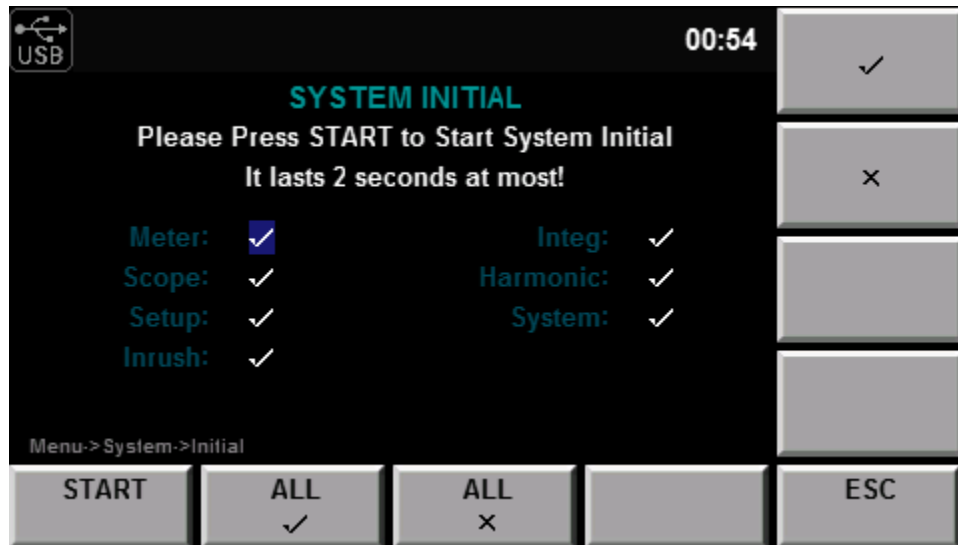 USB
00:54
✓
SYSTEM INITIAL
Please Press START to Start System Initial
It lasts 2 seconds at most!
×
Meter: ✓ Integ: ✓
Scope: ✓ Harmonic: ✓
Setup: ✓ System: ✓
Inrush: ✓
Menu->System->Initial
START ALL ALL ESC
✓ ×